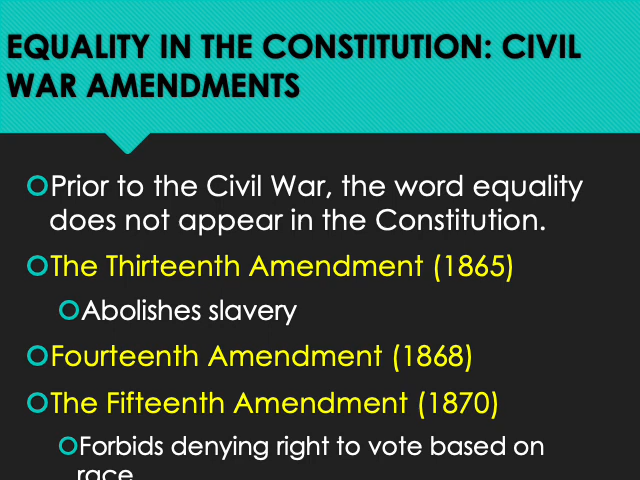 EQUALITY IN THE CONSTITUTION: CIVIL
WAR AMENDMENTS
Prior to the Civil War, the word equality
does not appear in the Constitution.
The Thirteenth Amendment (1865)
Abolishes slavery
Fourteenth Amendment (1868)
The Fifteenth Amendment (1870)
Forbids denying right to vote based on
race